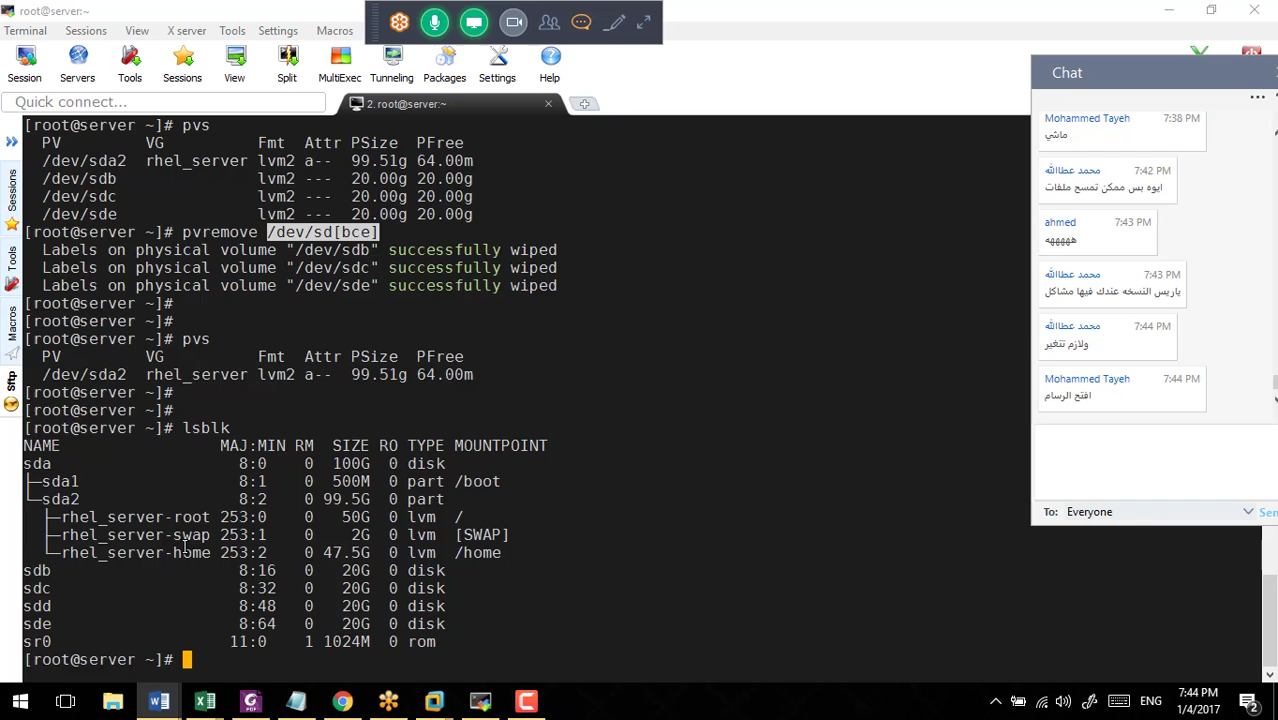 root@server:~
Terminal Sessions View X server Tools Settings Macros
Session Servers Tools Sessions View Split MultiExec Tunneling Packages Settings Help
Quick connect...
2. root@server:~
Sessions
Tools
Macros
Sftp
[root@server ~]# pvs
PV VG Fmt Attr PSize PFree
/dev/sda2 rhel_server lvm2 a-- 99.51g 64.00m
/dev/sdb lvm2 --- 20.00g 20.00g
/dev/sdc lvm2 --- 20.00g 20.00g
/dev/sde lvm2 --- 20.00g 20.00g
[root@server ~]# pvremove /dev/sd[bce]
Labels on physical volume "/dev/sdb" successfully wiped
Labels on physical volume "/dev/sdc" successfully wiped
Labels on physical volume "/dev/sde" successfully wiped
[root@server ~]#
[root@server ~]#
[root@server ~]# pvs
PV VG Fmt Attr PSize PFree
/dev/sda2 rhel_server lvm2 a-- 99.51g 64.00m
[root@server ~]#
[root@server ~]#
[root@server ~]# lsblk
NAME MAJ:MIN RM SIZE RO TYPE MOUNTPOINT
sda 8:0 0 100G 0 disk
├─sda1 8:1 0 500M 0 part /boot
└─sda2 8:2 0 99.5G 0 part
├─rhel_server-root 253:0 0 50G 0 lvm /
├─rhel_server-swap 253:1 0 2G 0 lvm [SWAP]
└─rhel_server-home 253:2 0 47.5G 0 lvm /home
sdb 8:16 0 20G 0 disk
sdc 8:32 0 20G 0 disk
sdd 8:48 0 20G 0 disk
sde 8:64 0 20G 0 disk
sr0 11:0 1 1024M 0 rom
[root@server ~]#
Chat
Mohammed Tayeh 7:38 PM
ماشي
محمد عطاالله 7:42 PM
ايوه بس ممكن تمسح ملفات
ahmed 7:43 PM
هههههه
محمد عطاالله 7:43 PM
ياريس النسخه عندك فيها مشاكل
محمد عطاالله 7:44 PM
ولازم تتغير
Mohammed Tayeh 7:44 PM
افتح الرسام
To: Everyone
ENG
7:44 PM
1/4/2017
2